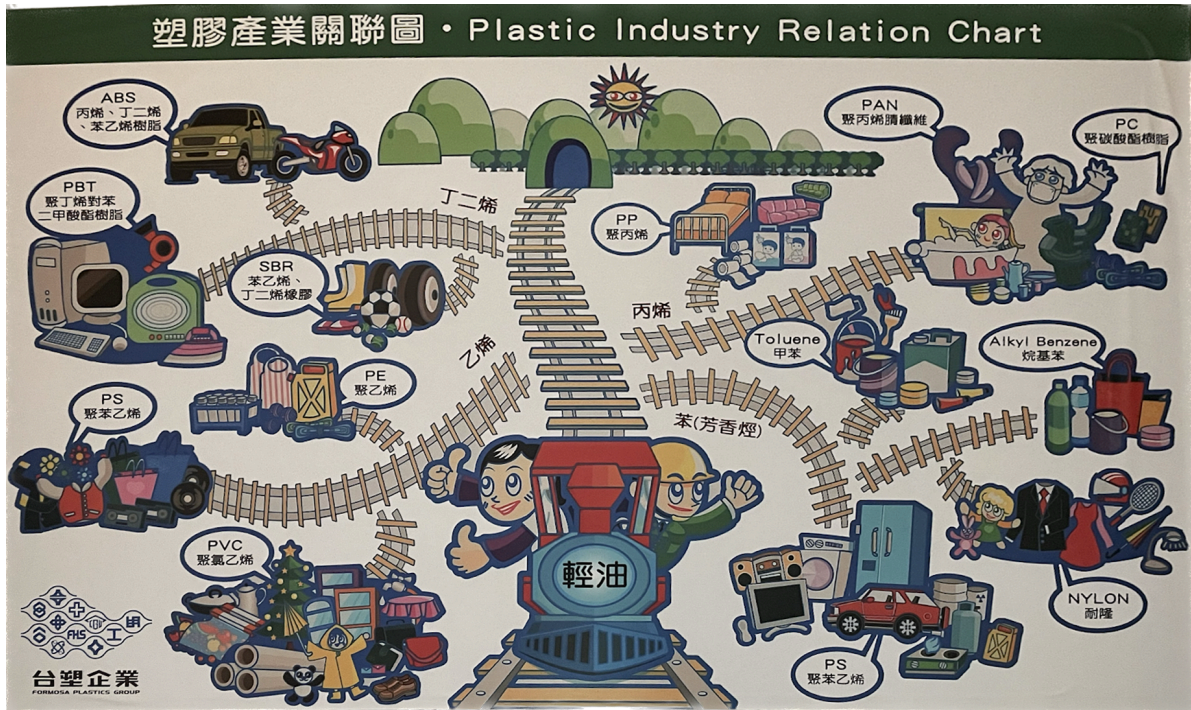 塑膠產業關聯圖・Plastic Industry Relation Chart
ABS
丙烯、丁二烯
、苯乙烯樹脂
PAN
聚丙烯腈纖維
PC
聚碳酸酯樹脂
PBT
聚丁烯對苯
二甲酸酯樹脂
丁二烯
PP
聚丙烯
SBR
苯乙烯、
丁二烯橡膠
丙烯
乙烯
Toluene
甲苯
Alkyl Benzene
烷基苯
PE
聚乙烯
PS
聚苯乙烯
苯(芳香烴)
PVC
聚氯乙烯
輕油
NYLON
耐隆
PS
聚苯乙烯
FHS
台塑企業
FORMOSA PLASTICS GROUP